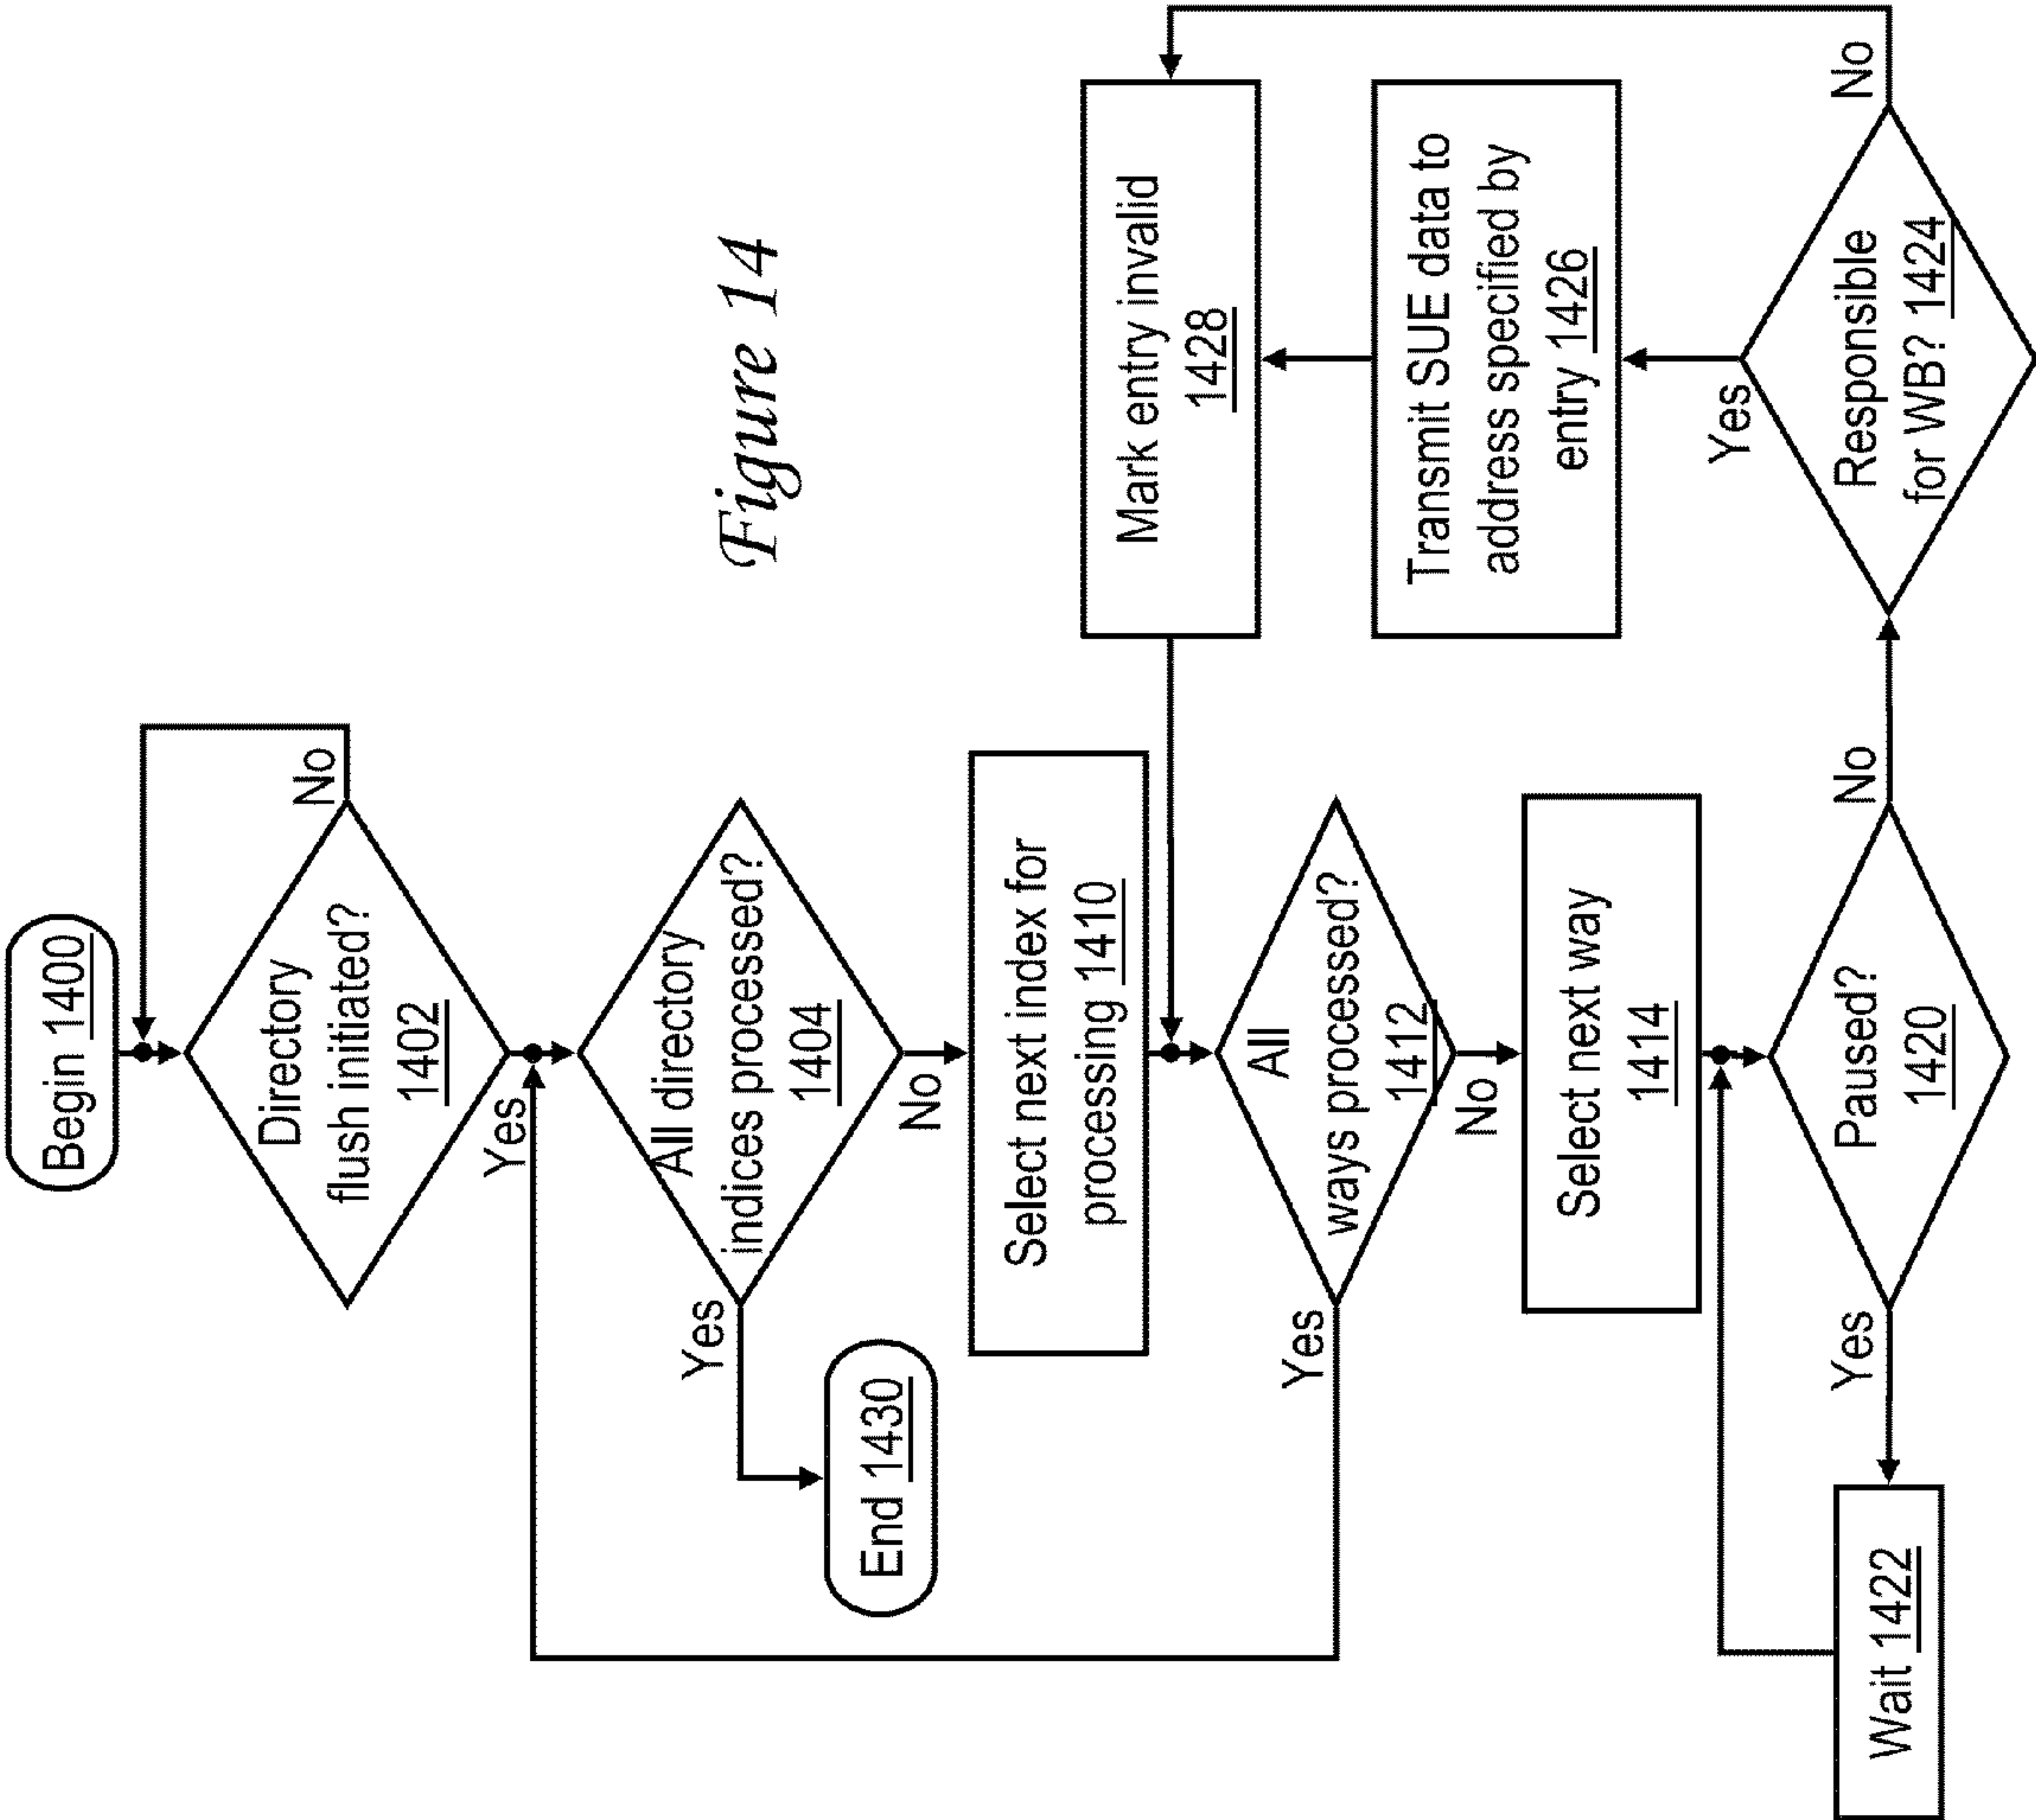 Begin 1400
Directory
flush initiated?
1402
No
Yes
All directory
indices processed?
1404
Yes
No
End 1430
Select next index for
processing 1410
All
ways processed?
1412
Yes
No
Select next way
1414
Paused?
1420
Yes
No
Wait 1422
Responsible
for WB? 1424
Yes
No
Transmit SUE data to
address specified by
entry 1426
Mark entry invalid
1428
Figure 14